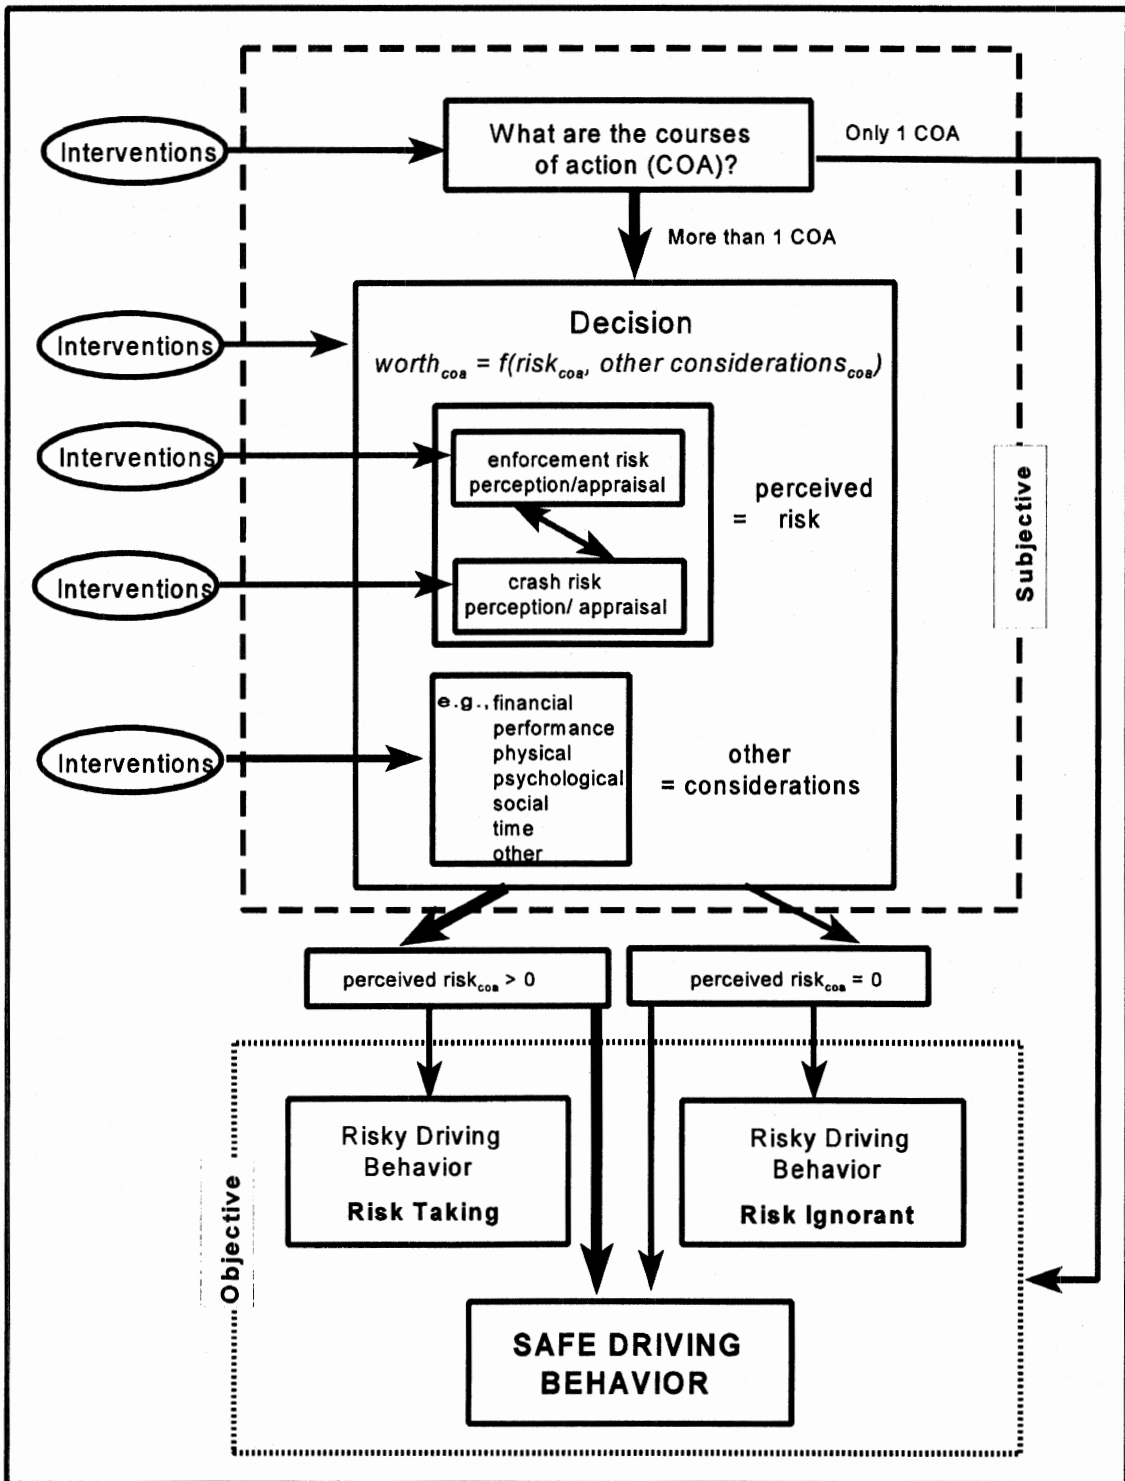 Interventions
What are the courses
of action (COA)?
Only 1 COA
More than 1 COA
Interventions
Decision
worth_coa = f(risk_coa, other considerations_coa)
Interventions
enforcement risk
perception/appraisal
= perceived
risk
Interventions
crash risk
perception/ appraisal
Subjective
Interventions
e.g., financial
performance
physical
psychological
social
time
other
other
= considerations
perceived risk_coa > 0
perceived risk_coa = 0
Objective
Risky Driving
Behavior
Risk Taking
Risky Driving
Behavior
Risk Ignorant
SAFE DRIVING
BEHAVIOR